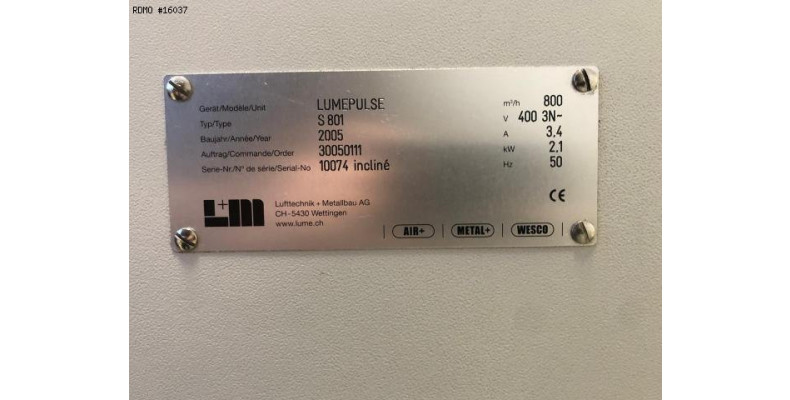 RDMO #16037
Gerät/Modèle/Unit LUMEPULSE m³/h 800
Typ/Type S 801 V 400 3N~
Baujahr/Année/Year 2005 A 3.4
Auftrag/Commande/Order 30050111 kW 2.1
Serie-Nr./N° de série/Serial-No 10074 incliné Hz 50
CE
L+M Lufttechnik + Metallbau AG
CH-5430 Wettingen
www.lume.ch
AIR+ METAL+ WESCO